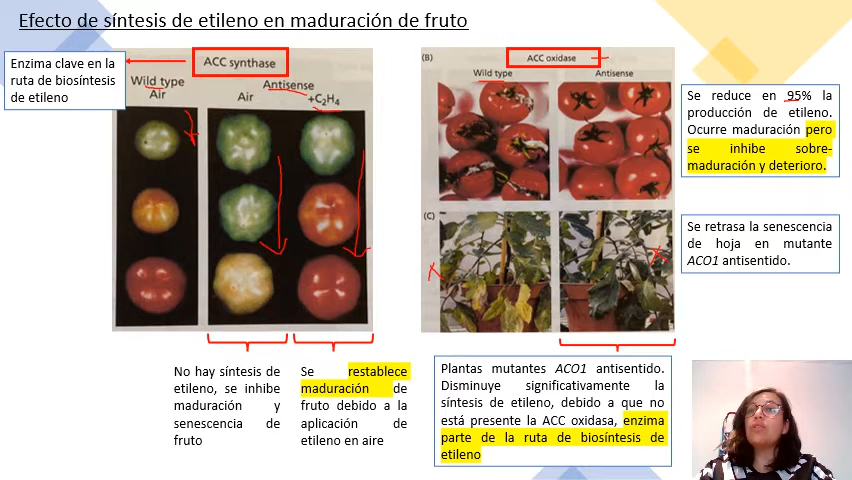 Efecto de síntesis de etileno en maduración de fruto
Enzima clave en la
ruta de biosíntesis
de etileno
ACC synthase
Wild type
Air
Antisense
Air
+C₂H₄
(B)
ACC oxidase
Wild type
Antisense
(C)
Se reduce en 95% la
producción de etileno.
Ocurre maduración pero
se inhibe sobre-
maduración y deterioro.
Se retrasa la senescencia
de hoja en mutante
ACO1 antisentido.
No hay síntesis de
etileno, se inhibe
maduración y
senescencia de
fruto
Se restablece
maduración de
fruto debido a la
aplicación de
etileno en aire
Plantas mutantes ACO1 antisentido.
Disminuye significativamente la
síntesis de etileno, debido a que no
está presente la ACC oxidasa, enzima
parte de la ruta de biosíntesis de
etileno